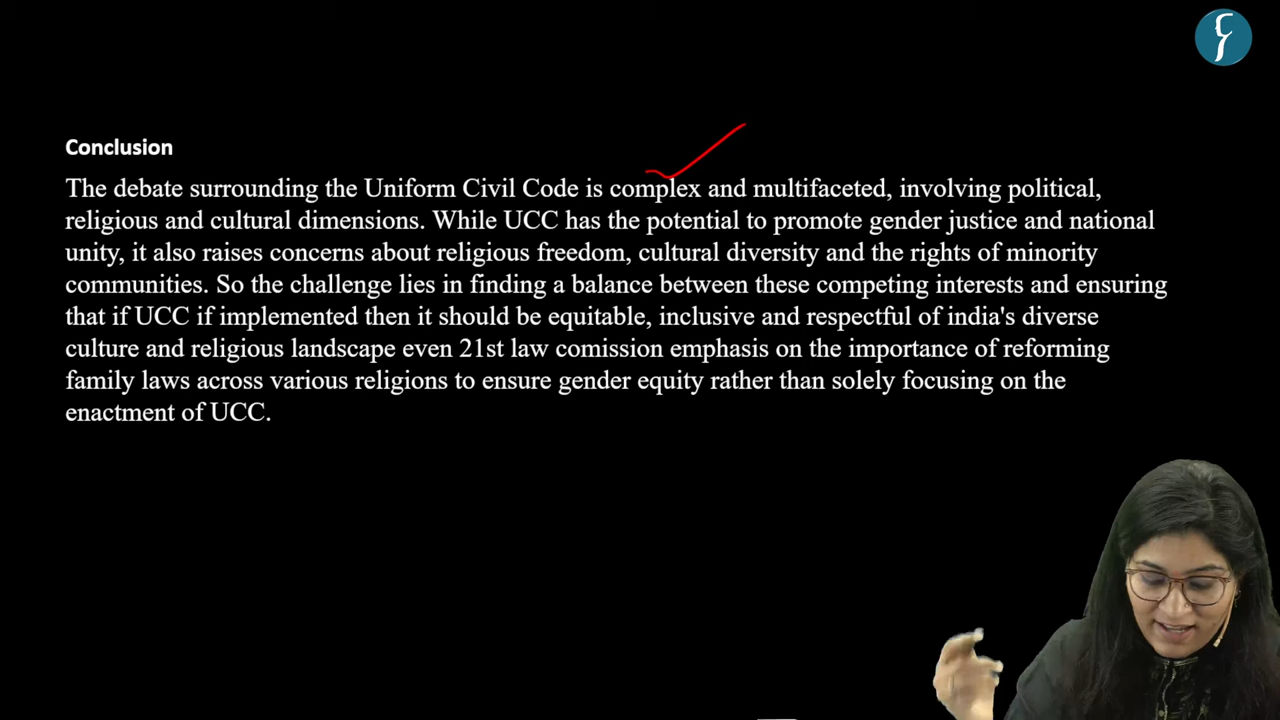 Conclusion
The debate surrounding the Uniform Civil Code is complex and multifaceted, involving political,
religious and cultural dimensions. While UCC has the potential to promote gender justice and national
unity, it also raises concerns about religious freedom, cultural diversity and the rights of minority
communities. So the challenge lies in finding a balance between these competing interests and ensuring
that if UCC if implemented then it should be equitable, inclusive and respectful of india's diverse
culture and religious landscape even 21st law comission emphasis on the importance of reforming
family laws across various religions to ensure gender equity rather than solely focusing on the
enactment of UCC.